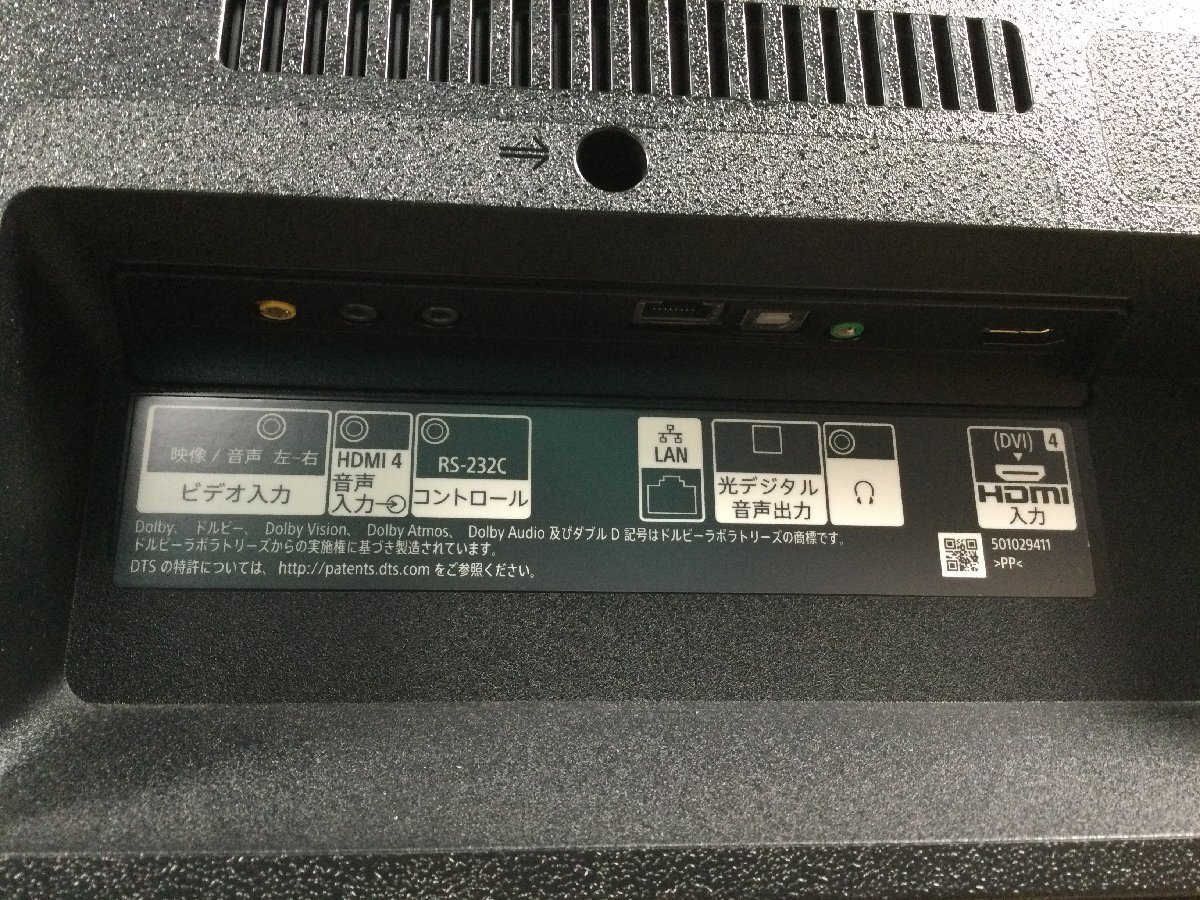 映像 / 音声 左-右
ビデオ入力
HDMI 4
音声
入力
RS-232C
コントロール
LAN
光デジタル
音声出力
(DVI) 4
HDMI
入力
Dolby、 ドルビー、 Dolby Vision、 Dolby Atmos、 Dolby Audio 及びダブル D 記号はドルビーラボラトリーズの商標です。
ドルビーラボラトリーズからの実施権に基づき製造されています。
DTS の特許については、 http://patents.dts.com をご参照ください。
501029411
>PP<